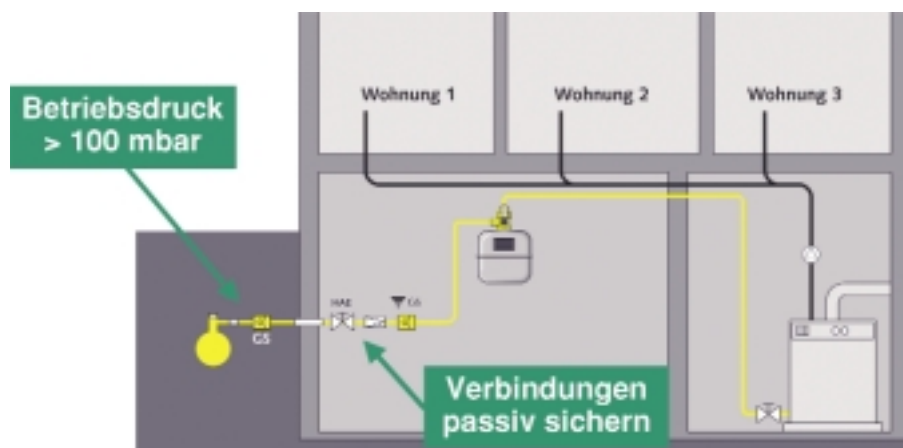 Wohnung 1
Wohnung 2
Wohnung 3
Betriebsdruck
> 100 mbar
HAE
GS
GS
Verbindungen
passiv sichern